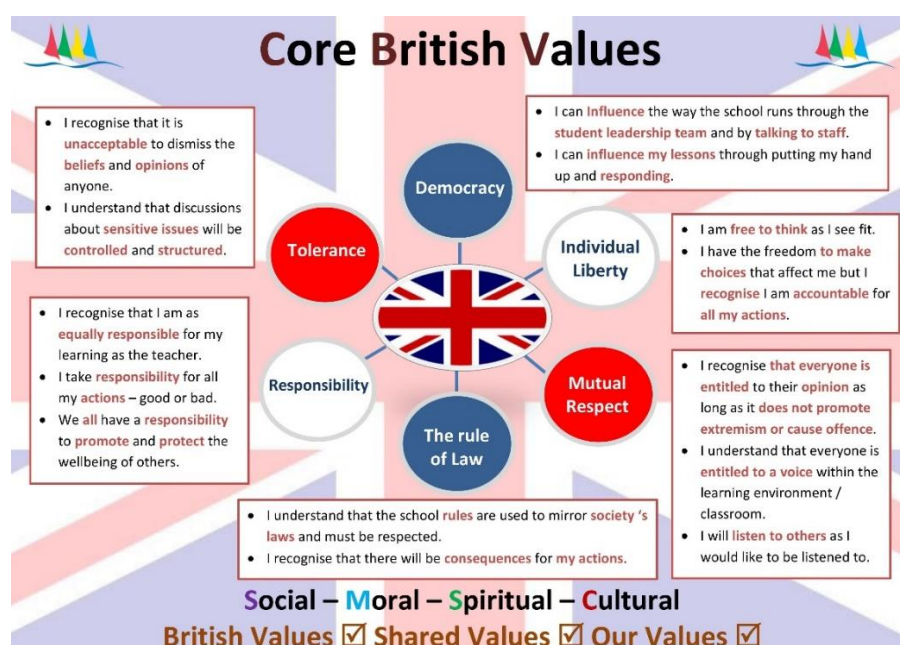 Core British Values
• I recognise that it is
unacceptable to dismiss the
beliefs and opinions of
anyone.
• I understand that discussions
about sensitive issues will be
controlled and structured.
• I can Influence the way the school runs through the
student leadership team and by talking to staff.
• I can influence my lessons through putting my hand
up and responding.
Democracy
Tolerance
Individual
Liberty
• I am free to think as I see fit.
• I have the freedom to make
choices that affect me but I
recognise I am accountable for
all my actions.
• I recognise that I am as
equally responsible for my
learning as the teacher.
• I take responsibility for all
my actions – good or bad.
• We all have a responsibility
to promote and protect the
wellbeing of others.
Responsibility
Mutual
Respect
The rule
of Law
• I recognise that everyone is
entitled to their opinion as
long as it does not promote
extremism or cause offence.
• I understand that everyone is
entitled to a voice within the
learning environment /
classroom.
• I will listen to others as I
would like to be listened to.
• I understand that the school rules are used to mirror society 's
laws and must be respected.
• I recognise that there will be consequences for my actions.
Social – Moral – Spiritual – Cultural
British Values ☑ Shared Values ☑ Our Values ☑